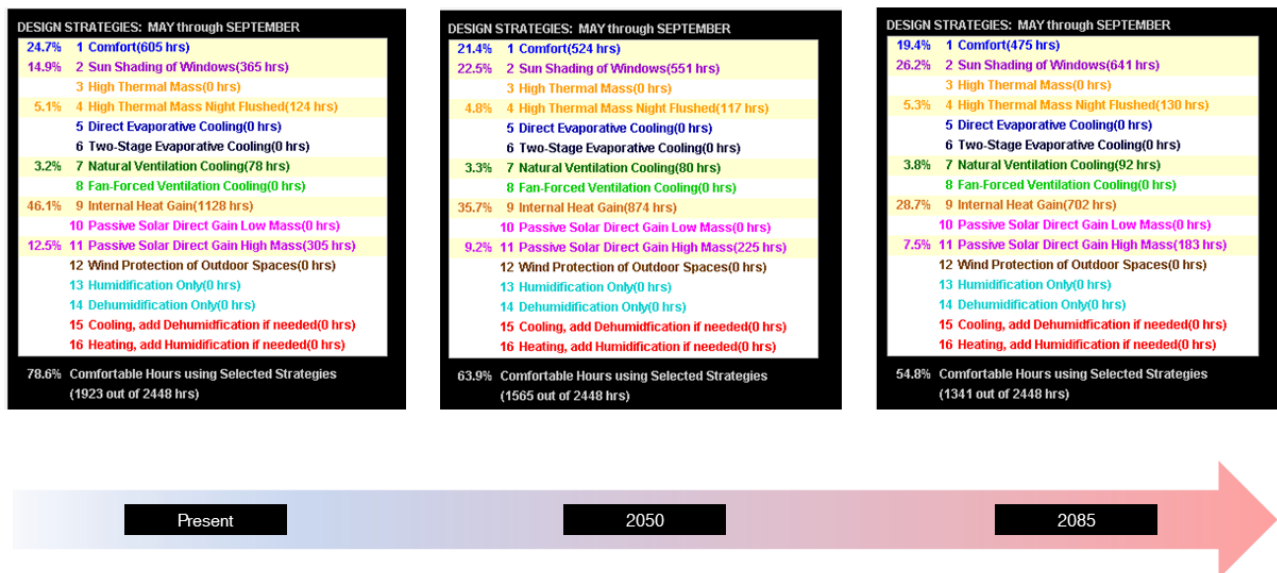 DESIGN STRATEGIES: MAY through SEPTEMBER
24.7% 1 Comfort(605 hrs)
14.9% 2 Sun Shading of Windows(365 hrs)
3 High Thermal Mass(0 hrs)
5.1% 4 High Thermal Mass Night Flushed(124 hrs)
5 Direct Evaporative Cooling(0 hrs)
6 Two-Stage Evaporative Cooling(0 hrs)
3.2% 7 Natural Ventilation Cooling(78 hrs)
8 Fan-Forced Ventilation Cooling(0 hrs)
46.1% 9 Internal Heat Gain(1128 hrs)
10 Passive Solar Direct Gain Low Mass(0 hrs)
12.5% 11 Passive Solar Direct Gain High Mass(305 hrs)
12 Wind Protection of Outdoor Spaces(0 hrs)
13 Humidification Only(0 hrs)
14 Dehumidification Only(0 hrs)
15 Cooling, add Dehumidfication if needed(0 hrs)
16 Heating, add Humidification if needed(0 hrs)
78.6% Comfortable Hours using Selected Strategies
(1923 out of 2448 hrs)
DESIGN STRATEGIES: MAY through SEPTEMBER
21.4% 1 Comfort(524 hrs)
22.5% 2 Sun Shading of Windows(551 hrs)
3 High Thermal Mass(0 hrs)
4.8% 4 High Thermal Mass Night Flushed(117 hrs)
5 Direct Evaporative Cooling(0 hrs)
6 Two-Stage Evaporative Cooling(0 hrs)
3.3% 7 Natural Ventilation Cooling(80 hrs)
8 Fan-Forced Ventilation Cooling(0 hrs)
35.7% 9 Internal Heat Gain(874 hrs)
10 Passive Solar Direct Gain Low Mass(0 hrs)
9.2% 11 Passive Solar Direct Gain High Mass(225 hrs)
12 Wind Protection of Outdoor Spaces(0 hrs)
13 Humidification Only(0 hrs)
14 Dehumidification Only(0 hrs)
15 Cooling, add Dehumidfication if needed(0 hrs)
16 Heating, add Humidification if needed(0 hrs)
63.9% Comfortable Hours using Selected Strategies
(1565 out of 2448 hrs)
DESIGN STRATEGIES: MAY through SEPTEMBER
19.4% 1 Comfort(475 hrs)
26.2% 2 Sun Shading of Windows(641 hrs)
3 High Thermal Mass(0 hrs)
5.3% 4 High Thermal Mass Night Flushed(130 hrs)
5 Direct Evaporative Cooling(0 hrs)
6 Two-Stage Evaporative Cooling(0 hrs)
3.8% 7 Natural Ventilation Cooling(92 hrs)
8 Fan-Forced Ventilation Cooling(0 hrs)
28.7% 9 Internal Heat Gain(702 hrs)
10 Passive Solar Direct Gain Low Mass(0 hrs)
7.5% 11 Passive Solar Direct Gain High Mass(183 hrs)
12 Wind Protection of Outdoor Spaces(0 hrs)
13 Humidification Only(0 hrs)
14 Dehumidification Only(0 hrs)
15 Cooling, add Dehumidfication if needed(0 hrs)
16 Heating, add Humidification if needed(0 hrs)
54.8% Comfortable Hours using Selected Strategies
(1341 out of 2448 hrs)
Present
2050
2085